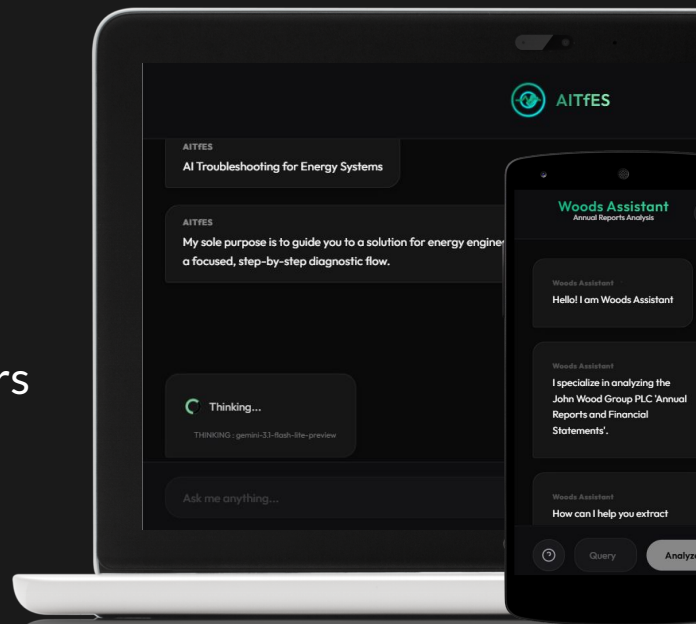 rs
AITfES
AITfES
AI Troubleshooting for Energy Systems
AITfES
My sole purpose is to guide you to a solution for energy engine
a focused, step-by-step diagnostic flow.
Thinking...
THINKING : gemini-3.1-flash-lite-preview
Ask me anything...
Woods Assistant
Annual Reports Analysis
Woods Assistant
Hello! I am Woods Assistant
Woods Assistant
I specialize in analyzing the
John Wood Group PLC 'Annual
Reports and Financial
Statements'.
Woods Assistant
How can I help you extract
Query
Analyze